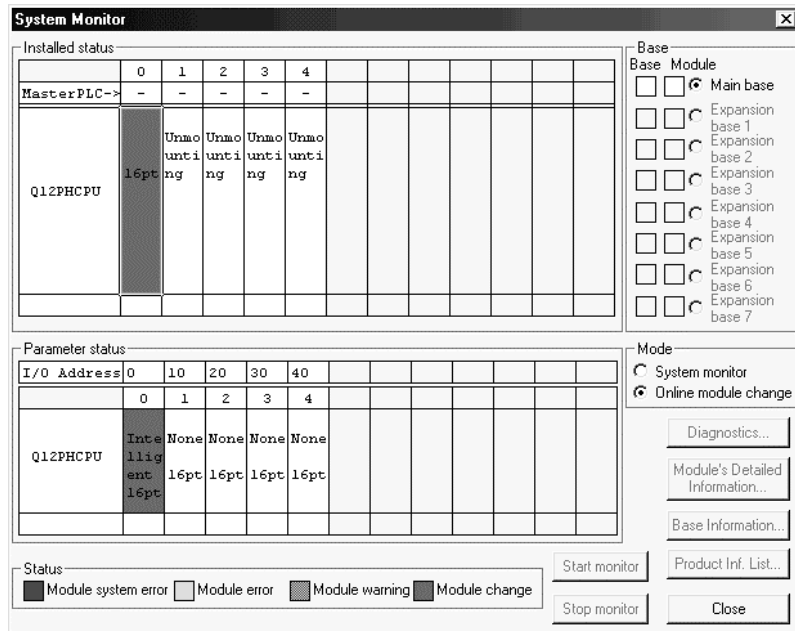 System Monitor
Installed status
0 1 2 3 4
MasterPLC-> - - - - -
Q12PHCPU
16pt
Unmo
unti
ng
Unmo
unti
ng
Unmo
unti
ng
Unmo
unti
ng
Base
Base Module
Main base
Expansion
base 1
Expansion
base 2
Expansion
base 3
Expansion
base 4
Expansion
base 5
Expansion
base 6
Expansion
base 7
Parameter status
I/O Address 0 10 20 30 40
0 1 2 3 4
Q12PHCPU
Inte
llig
ent
16pt
None
16pt
None
16pt
None
16pt
None
16pt
Mode
System monitor
Online module change
Diagnostics...
Module's Detailed
Information...
Base Information...
Product Inf. List...
Close
Status
Module system error Module error Module warning Module change
Start monitor
Stop monitor